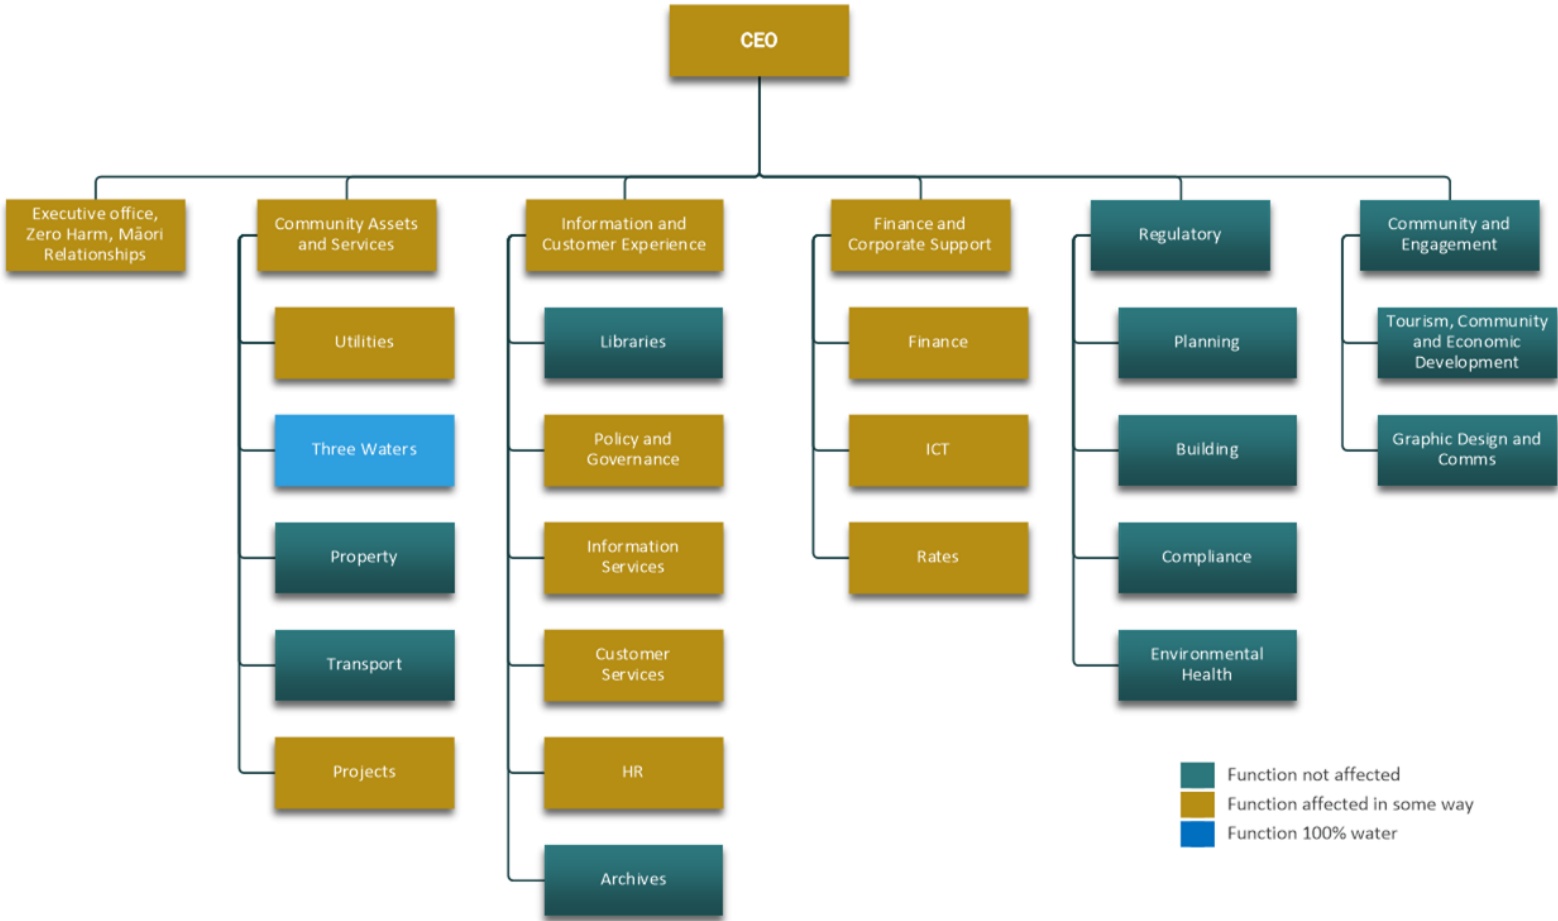 CEO
Executive office,
Zero Harm, Māori
Relationships
Community Assets
and Services
Utilities
Three Waters
Property
Transport
Projects
Information and
Customer Experience
Libraries
Policy and
Governance
Information
Services
Customer
Services
HR
Archives
Finance and
Corporate Support
Finance
ICT
Rates
Regulatory
Planning
Building
Compliance
Environmental
Health
Community and
Engagement
Tourism, Community
and Economic
Development
Graphic Design and
Comms
Function not affected
Function affected in some way
Function 100% water